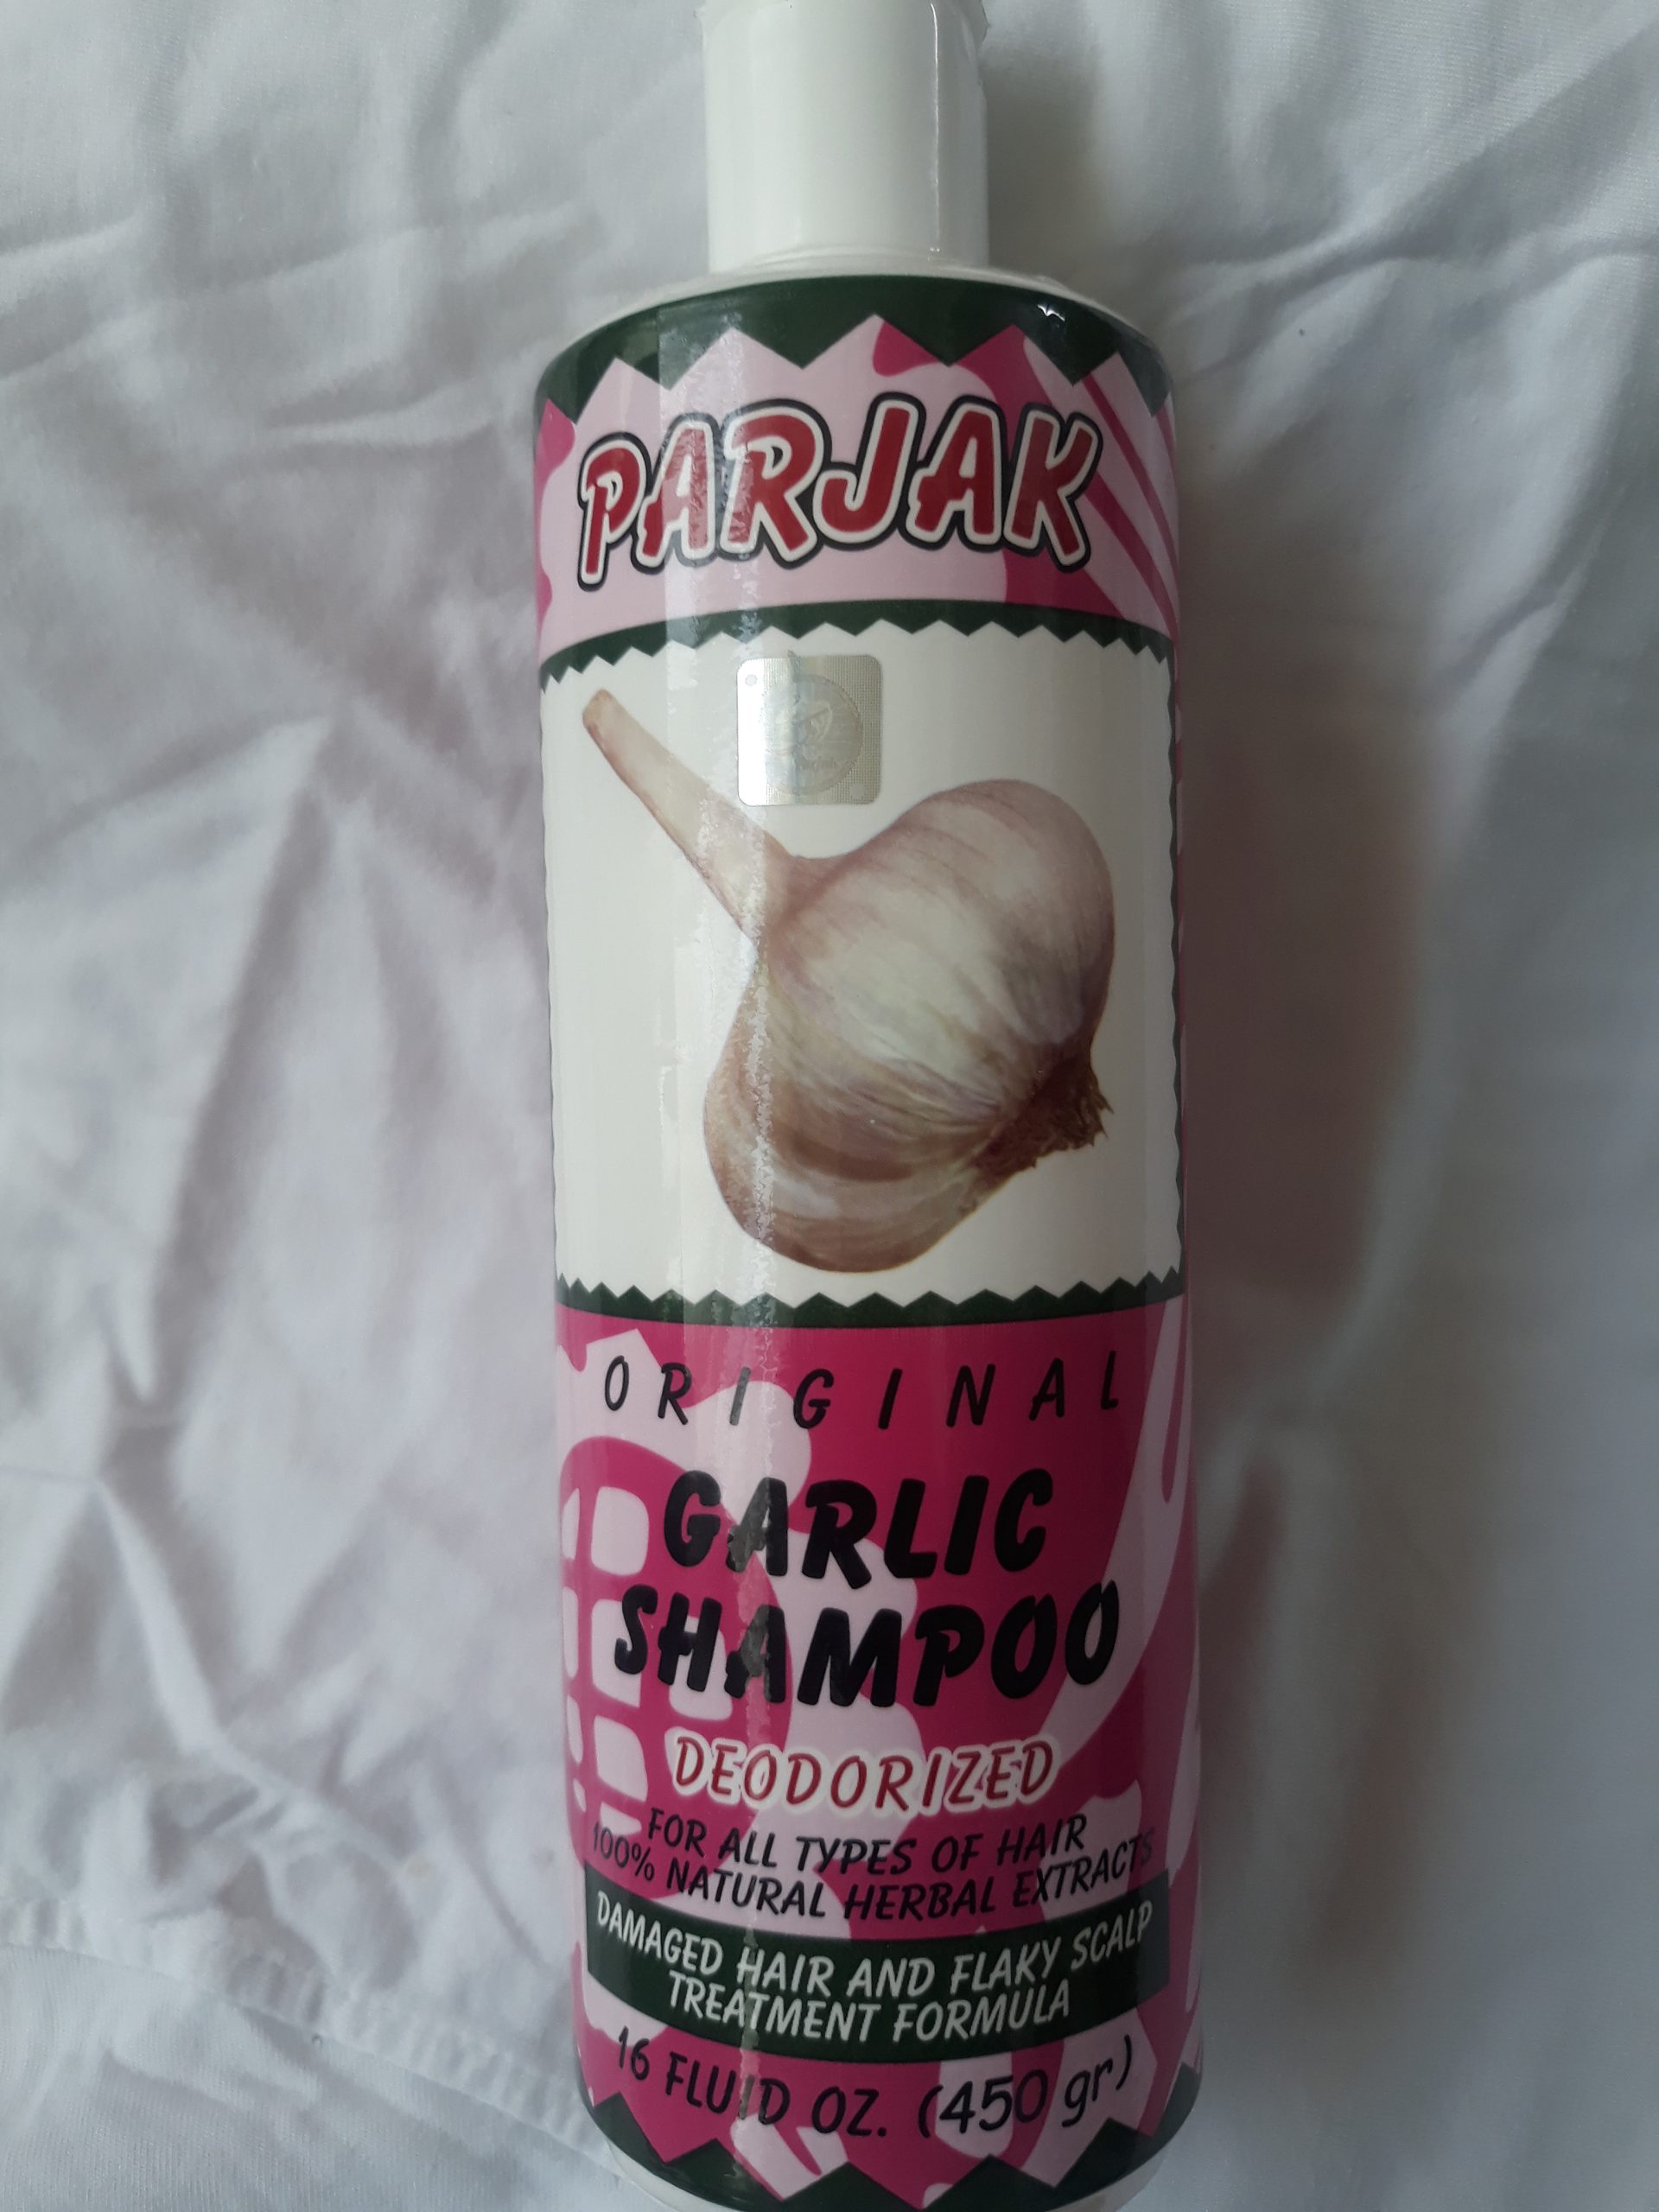 PARJAK
ORIGINAL
GARLIC
SHAMPOO
DEODORIZED
FOR ALL TYPES OF HAIR
100% NATURAL HERBAL EXTRACTS
DAMAGED HAIR AND FLAKY SCALP
TREATMENT FORMULA
16 FLUID OZ. (450 gr)